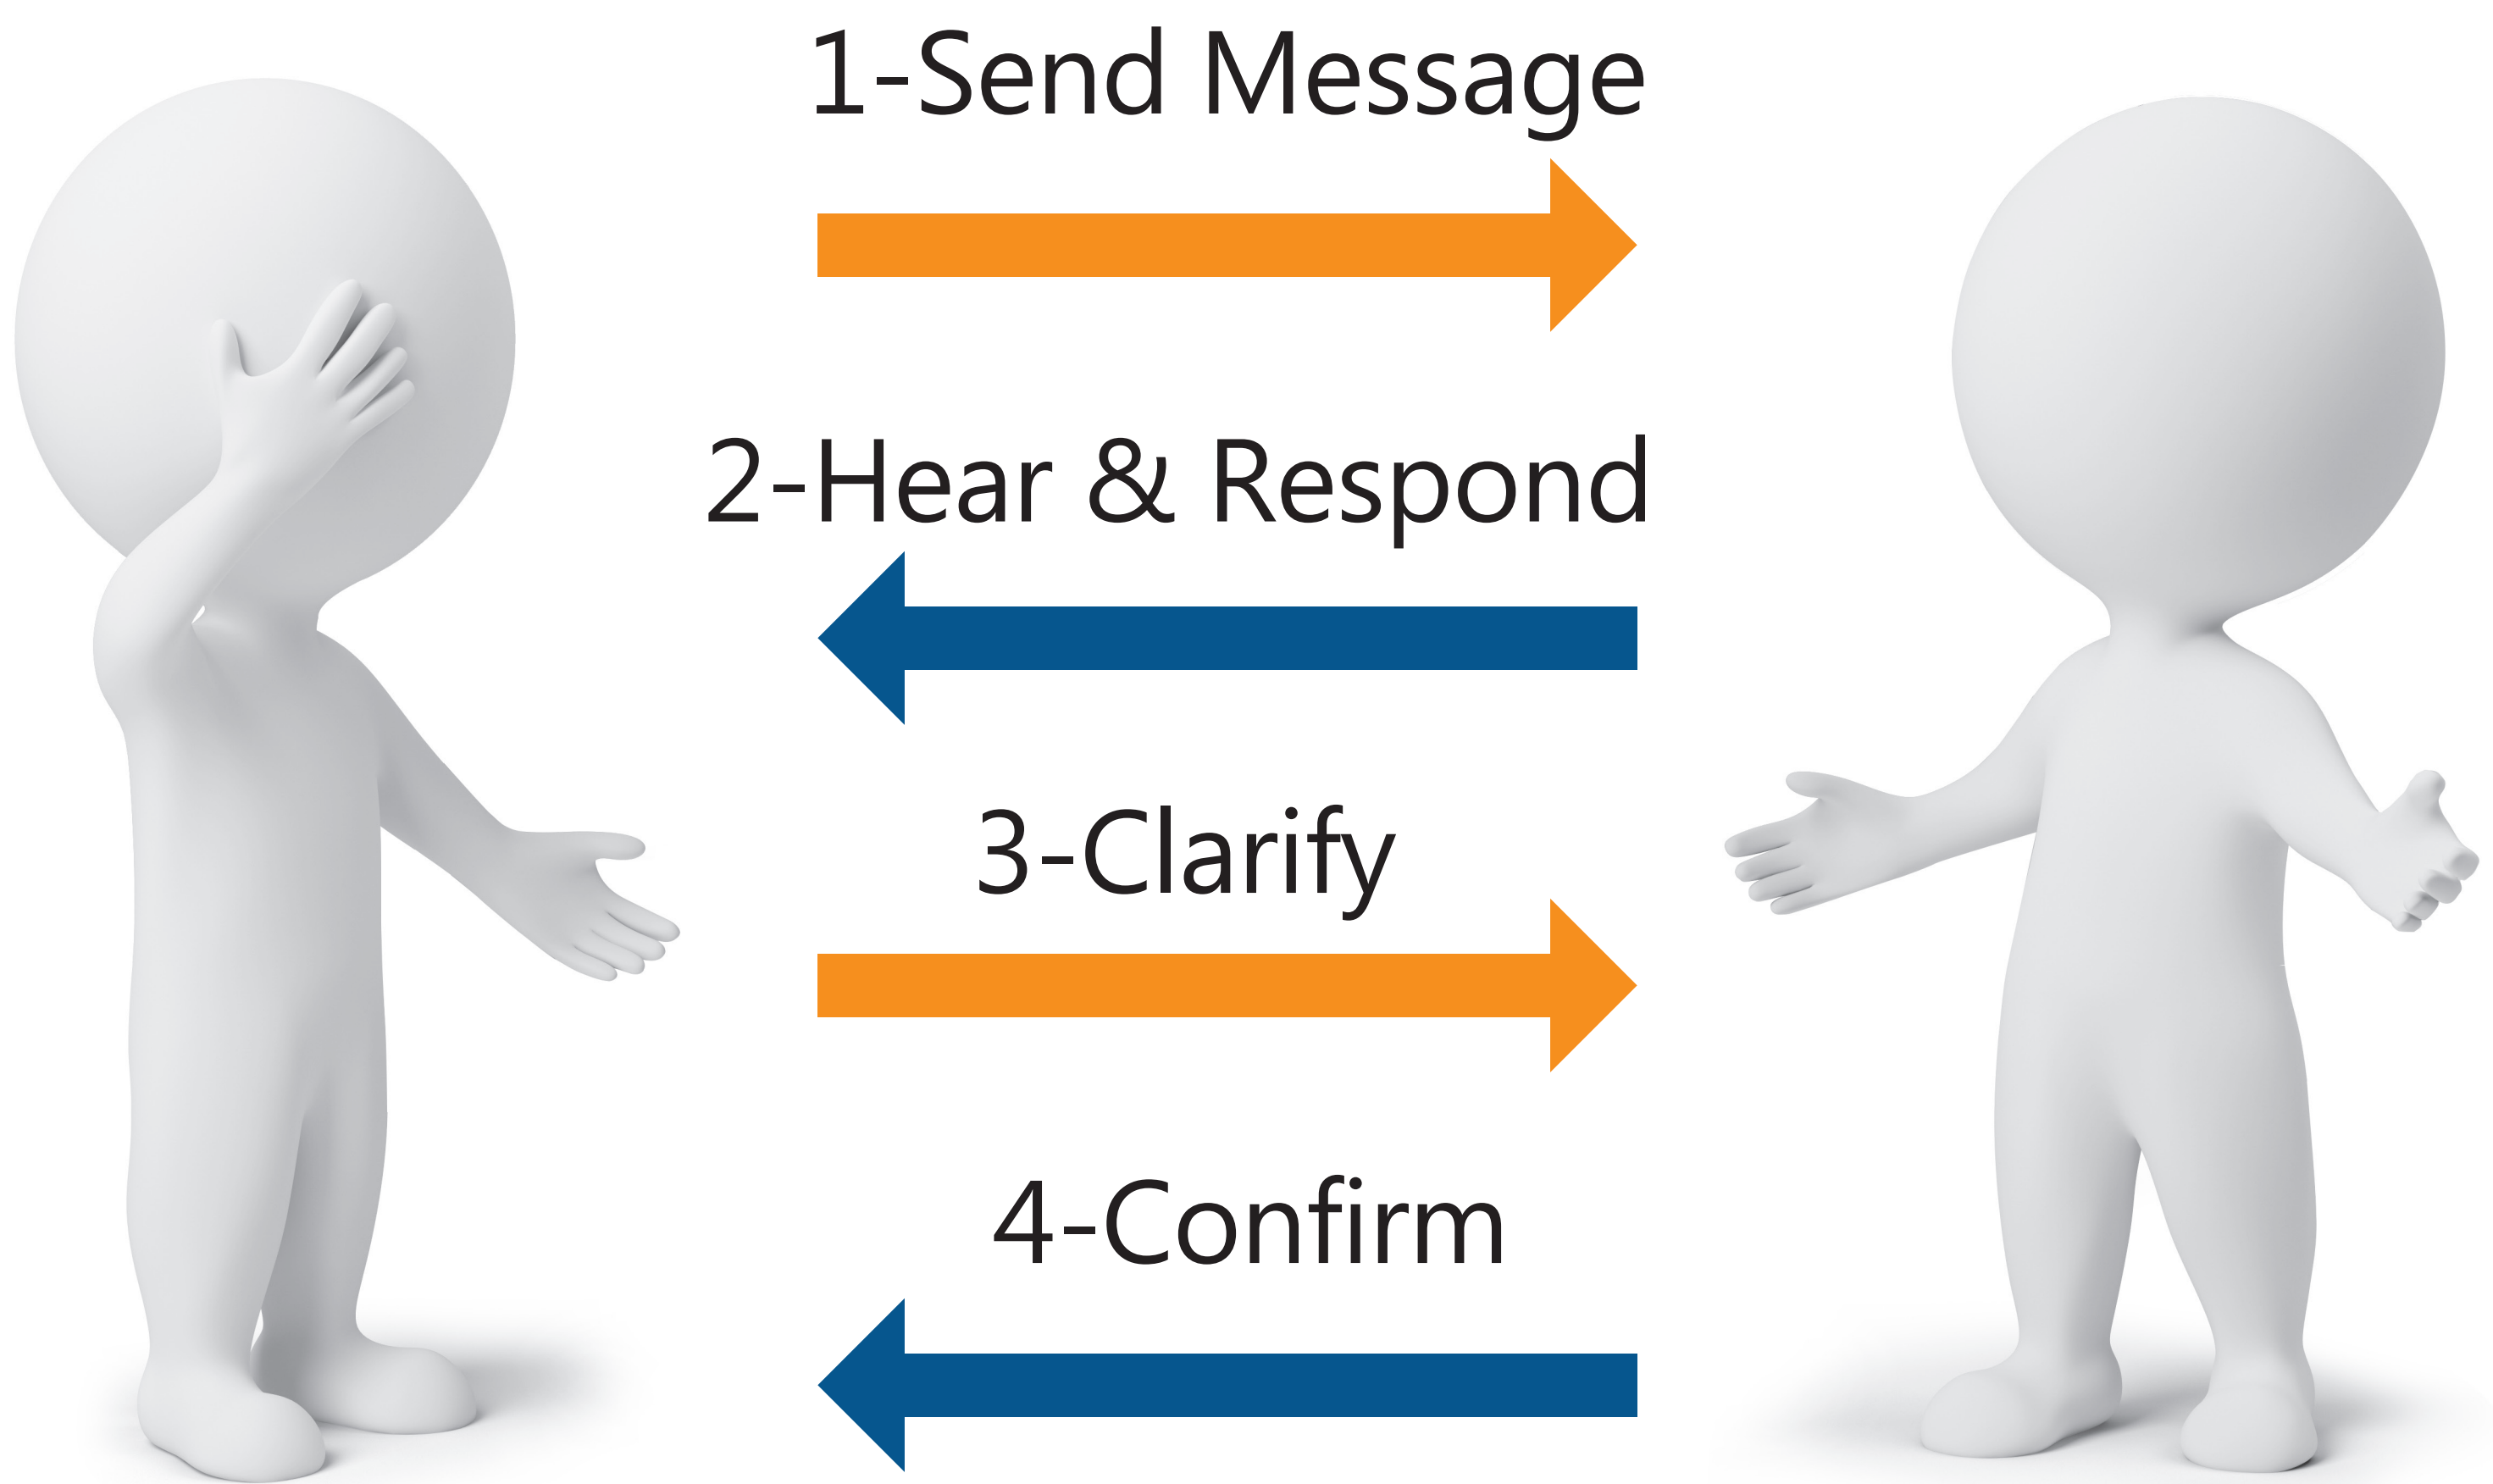 1-Send Message
2-Hear & Respond
3-Clarify
4-Confirm